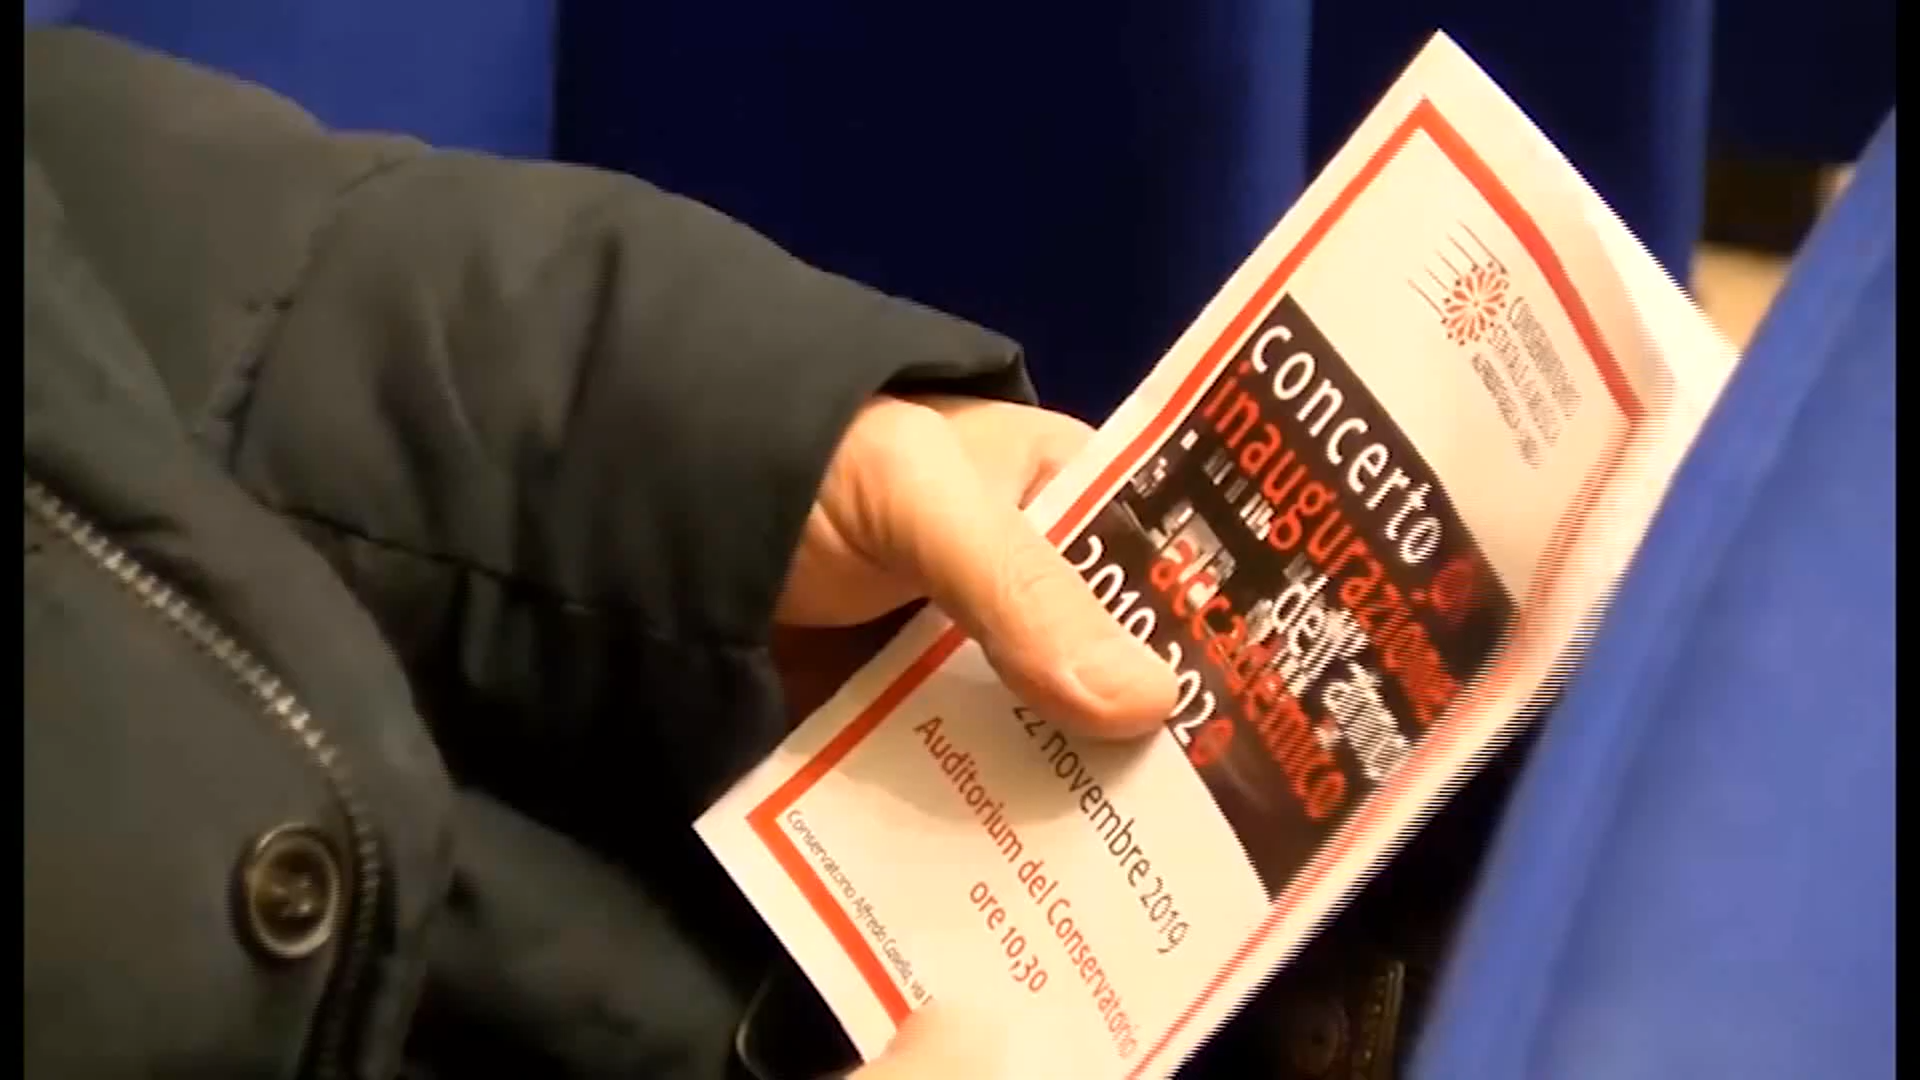 CONSERVATORIO
concerto
inaugurazione
dell'anno
accademico
2019-2020
22 novembre 2019
Auditorium del Conservatorio
ore 10,30
Conservatorio Alfredo Casella, via